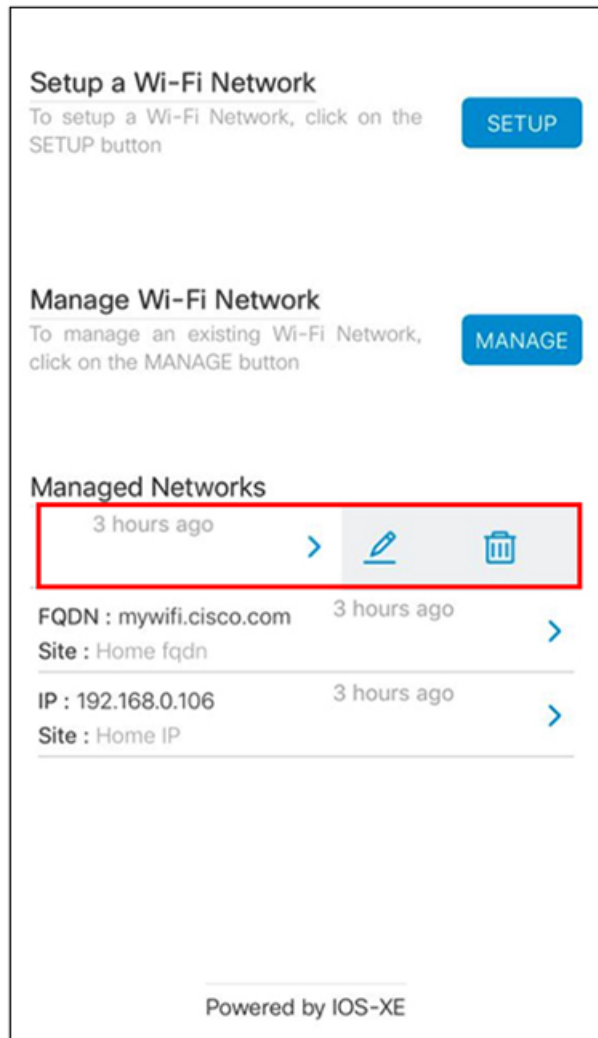 Setup a Wi-Fi Network
To setup a Wi-Fi Network, click on the
SETUP button
SETUP
Manage Wi-Fi Network
To manage an existing Wi-Fi Network,
click on the MANAGE button
MANAGE
Managed Networks
3 hours ago
FQDN : mywifi.cisco.com 3 hours ago
Site : Home fqdn
IP : 192.168.0.106 3 hours ago
Site : Home IP
Powered by IOS-XE